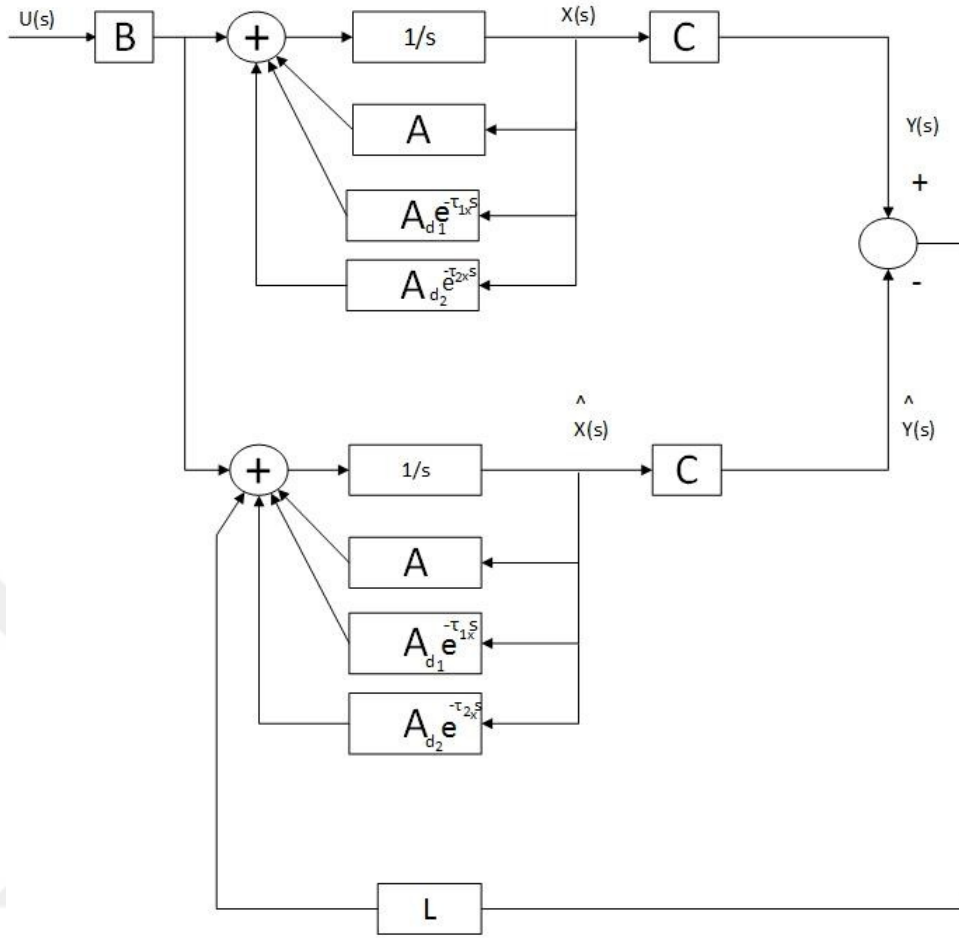 U(s)
B
+
1/s
X(s)
C
A
A_d1 e^-τ1x s
A_d2 e^-τ2x s
Y(s)
+
-
^
X(s)
^
Y(s)
+
1/s
C
A
A_d1 e^-τ1x s
A_d2 e^-τ2x s
L